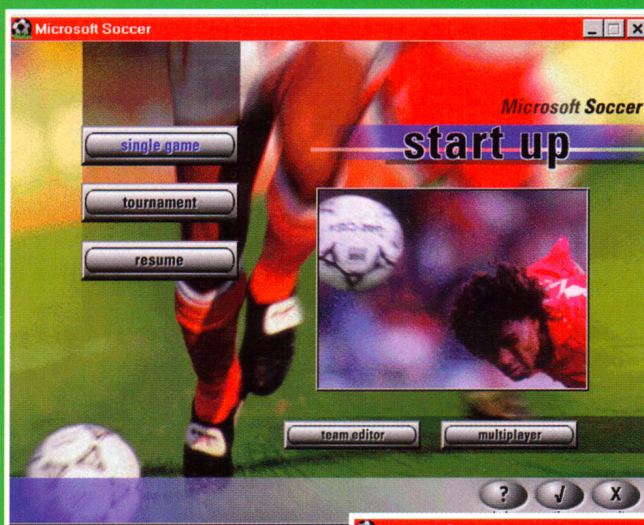 Microsoft Soccer
Microsoft Soccer
start up
single game
tournament
resume
team editor
multiplayer
?
√
X